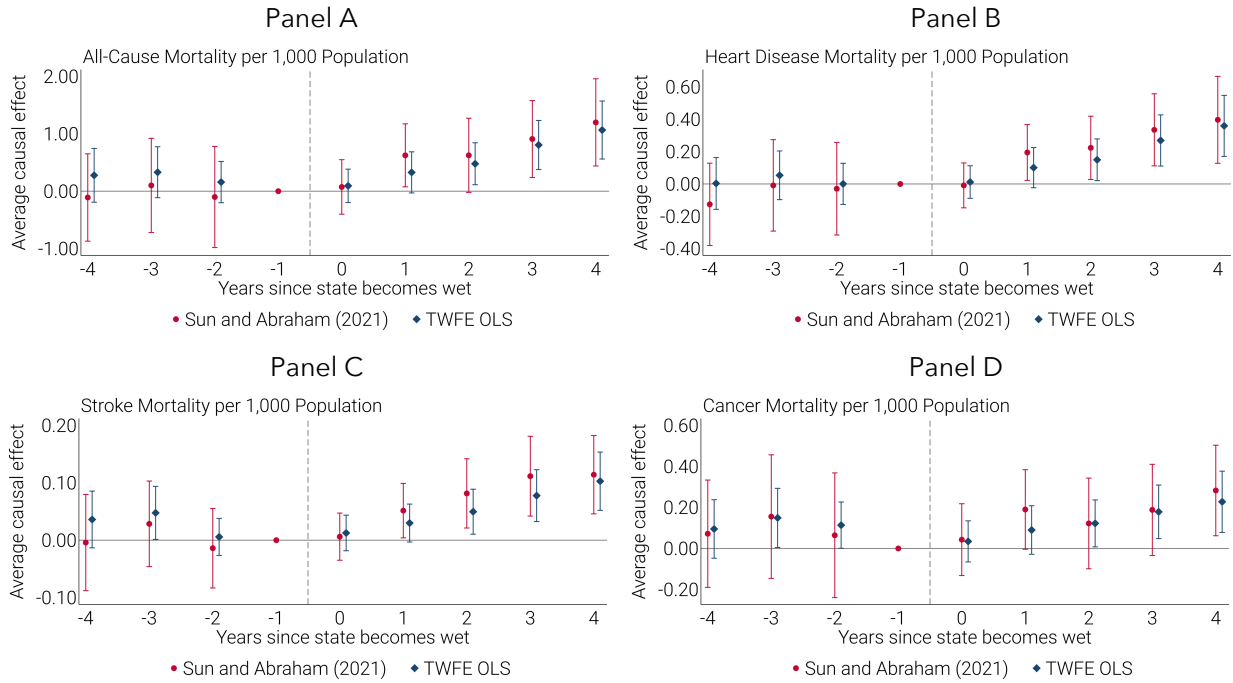 Panel A
All-Cause Mortality per 1,000 Population
Average causal effect
2.00
1.00
0.00
-1.00
-4 -3 -2 -1 0 1 2 3 4
Years since state becomes wet
Sun and Abraham (2021) TWFE OLS
Panel B
Heart Disease Mortality per 1,000 Population
Average causal effect
0.60
0.40
0.20
0.00
-0.20
-0.40
-4 -3 -2 -1 0 1 2 3 4
Years since state becomes wet
Sun and Abraham (2021) TWFE OLS
Panel C
Stroke Mortality per 1,000 Population
Average causal effect
0.20
0.10
0.00
-0.10
-4 -3 -2 -1 0 1 2 3 4
Years since state becomes wet
Sun and Abraham (2021) TWFE OLS
Panel D
Cancer Mortality per 1,000 Population
Average causal effect
0.60
0.40
0.20
0.00
-0.20
-4 -3 -2 -1 0 1 2 3 4
Years since state becomes wet
Sun and Abraham (2021) TWFE OLS